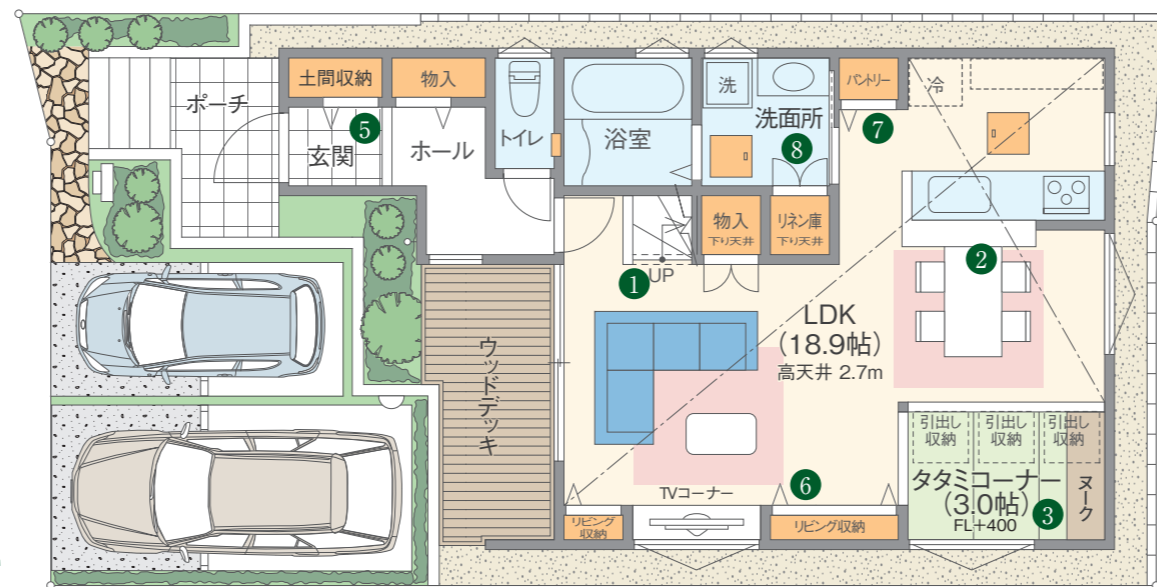 土間収納
物入
ポーチ
5
玄関
ホール
トイレ
浴室
洗
洗面所
8
パントリー
7
冷
物入
下り天井
リネン庫
下り天井
UP
1
2
LDK
(18.9帖)
高天井 2.7m
ウッドデッキ
引出し
収納
引出し
収納
引出し
収納
タタミコーナー
(3.0帖)
FL+400
3
ヌーク
TVコーナー
6
リビング
収納
リビング収納